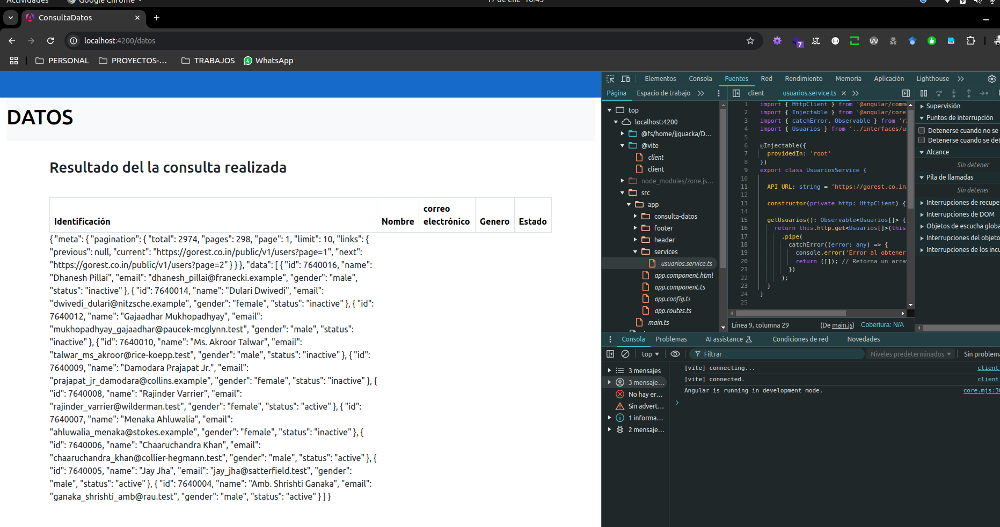 Actividades
Google Chrome
17 de ene 16:43
ConsultaDatos
localhost:4200/datos
7
PERSONAL
PROYECTOS-...
TRABAJOS
WhatsApp
DATOS
Resultado del la consulta realizada
Identificación
Nombre
correo electrónico
Genero
Estado
{ "meta": { "pagination": { "total": 2974, "pages": 298, "page": 1, "limit": 10, "links": {
"previous": null, "current": "https://gorest.co.in/public/v1/users?page=1", "next":
"https://gorest.co.in/public/v1/users?page=2" } } }, "data": [ { "id": 7640016, "name":
"Dhanesh Pillai", "email": "dhanesh_pillai@franecki.example", "gender": "male",
"status": "inactive" }, { "id": 7640014, "name": "Dulari Dwivedi", "email":
"dwivedi_dulari@nitzsche.example", "gender": "female", "status": "inactive" }, { "id":
7640012, "name": "Gajaadhar Mukhopadhyay", "email":
"mukhopadhyay_gajaadhar@paucek-mcglynn.test", "gender": "male", "status":
"inactive" }, { "id": 7640010, "name": "Ms. Akroor Talwar", "email":
"talwar_ms_akroor@rice-koepp.test", "gender": "male", "status": "inactive" }, { "id":
7640009, "name": "Damodara Prajapat Jr.", "email":
"prajapat_jr_damodara@collins.example", "gender": "female", "status": "inactive" }, {
"id": 7640008, "name": "Rajinder Varrier", "email":
"rajinder_varrier@wilderman.test", "gender": "female", "status": "active" }, { "id":
7640007, "name": "Menaka Ahluwalia", "email":
"ahluwalia_menaka@stokes.example", "gender": "female", "status": "inactive" }, {
"id": 7640006, "name": "Chaaruchandra Khan", "email":
"chaaruchandra_khan@collier-hegmann.test", "gender": "male", "status": "active" }, {
"id": 7640005, "name": "Jay Jha", "email": "jay_jha@satterfield.test", "gender":
"male", "status": "active" }, { "id": 7640004, "name": "Amb. Shrishti Ganaka", "email":
"ganaka_shrishti_amb@rau.test", "gender": "male", "status": "active" } ] }
Elementos
Consola
Fuentes
Red
Rendimiento
Memoria
Aplicación
Lighthouse
Página
Espacio de trabajo
client
usuarios.service.ts
top
localhost:4200
@fs/home/jjguacka/D...
@vite
client
client
node_modules/zone.js...
src
app
consulta-datos
footer
header
services
usuarios.service.ts
app.component.html
app.component.ts
app.config.ts
app.routes.ts
main.ts
1 import { HttpClient } from '@angular/comm
2 import { Injectable } from '@angular/core
3 import { catchError, Observable } from 'r
4 import { Usuarios } from '../interfaces/u
5
6 @Injectable({
7 providedIn: 'root'
8 })
9 export class UsuariosService {
10
11 API_URL: string = 'https://gorest.co.in
12
13 constructor(private http: HttpClient) {
14
15 getUsuarios(): Observable<Usuarios[]> {
16 return this.http.get<Usuarios[]>(this
17 .pipe(
18 catchError((error: any) => {
19 console.error('Error al obtener
20 return ([]); // Retorna un arra
21 })
22 );
23 }
24 }
25
Línea 9, columna 29
(De main.js)
Cobertura: N/A
Supervisión
Puntos de interrupción
Detenerse cuando no se
Detenerse cuando se det
Alcance
Sin detener
Pila de llamadas
Sin detener
Interrupciones de recupe
Interrupciones de DOM
Objetos de escucha globa
Interrupciones del objeto
Interrupciones de los incu
Consola
Problemas
AI assistance
Condiciones de red
Novedades
top
Filtrar
Niveles predeterminados
Sin problema
3 mensajes
3 mensaje...
No hay er...
Sin advert...
1 informa...
2 mensaje...
[vite] connecting...
client
[vite] connected.
client
Angular is running in development mode.
core.mjs:3